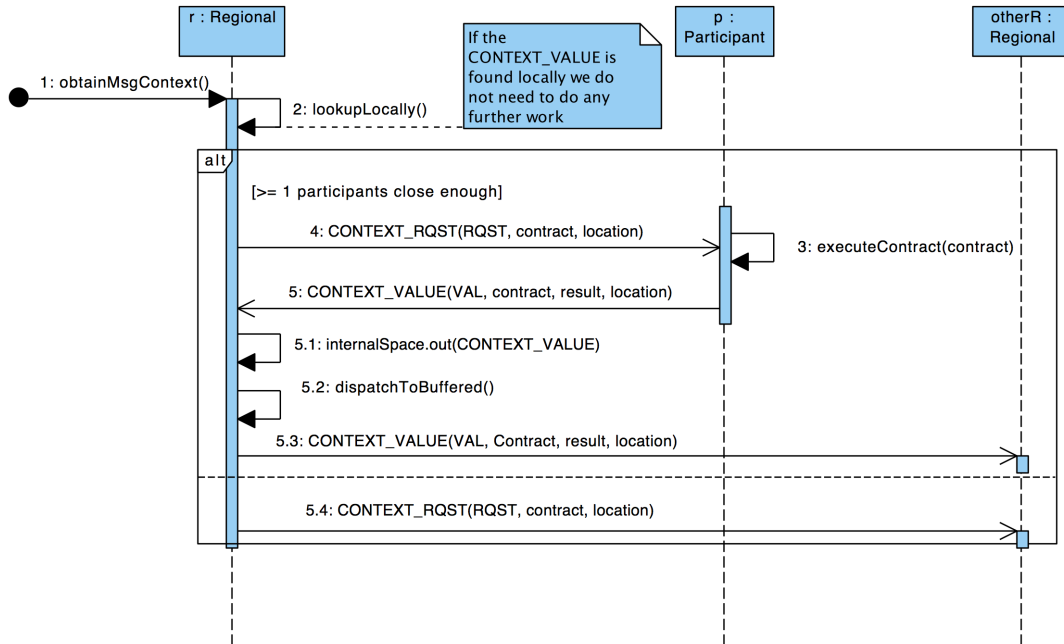 r : Regional
p :
Participant
otherR :
Regional
If the
CONTEXT_VALUE is
found locally we do
not need to do any
further work
1: obtainMsgContext()
2: lookupLocally()
alt
[>= 1 participants close enough]
4: CONTEXT_RQST(RQST, contract, location)
3: executeContract(contract)
5: CONTEXT_VALUE(VAL, contract, result, location)
5.1: internalSpace.out(CONTEXT_VALUE)
5.2: dispatchToBuffered()
5.3: CONTEXT_VALUE(VAL, Contract, result, location)
5.4: CONTEXT_RQST(RQST, contract, location)